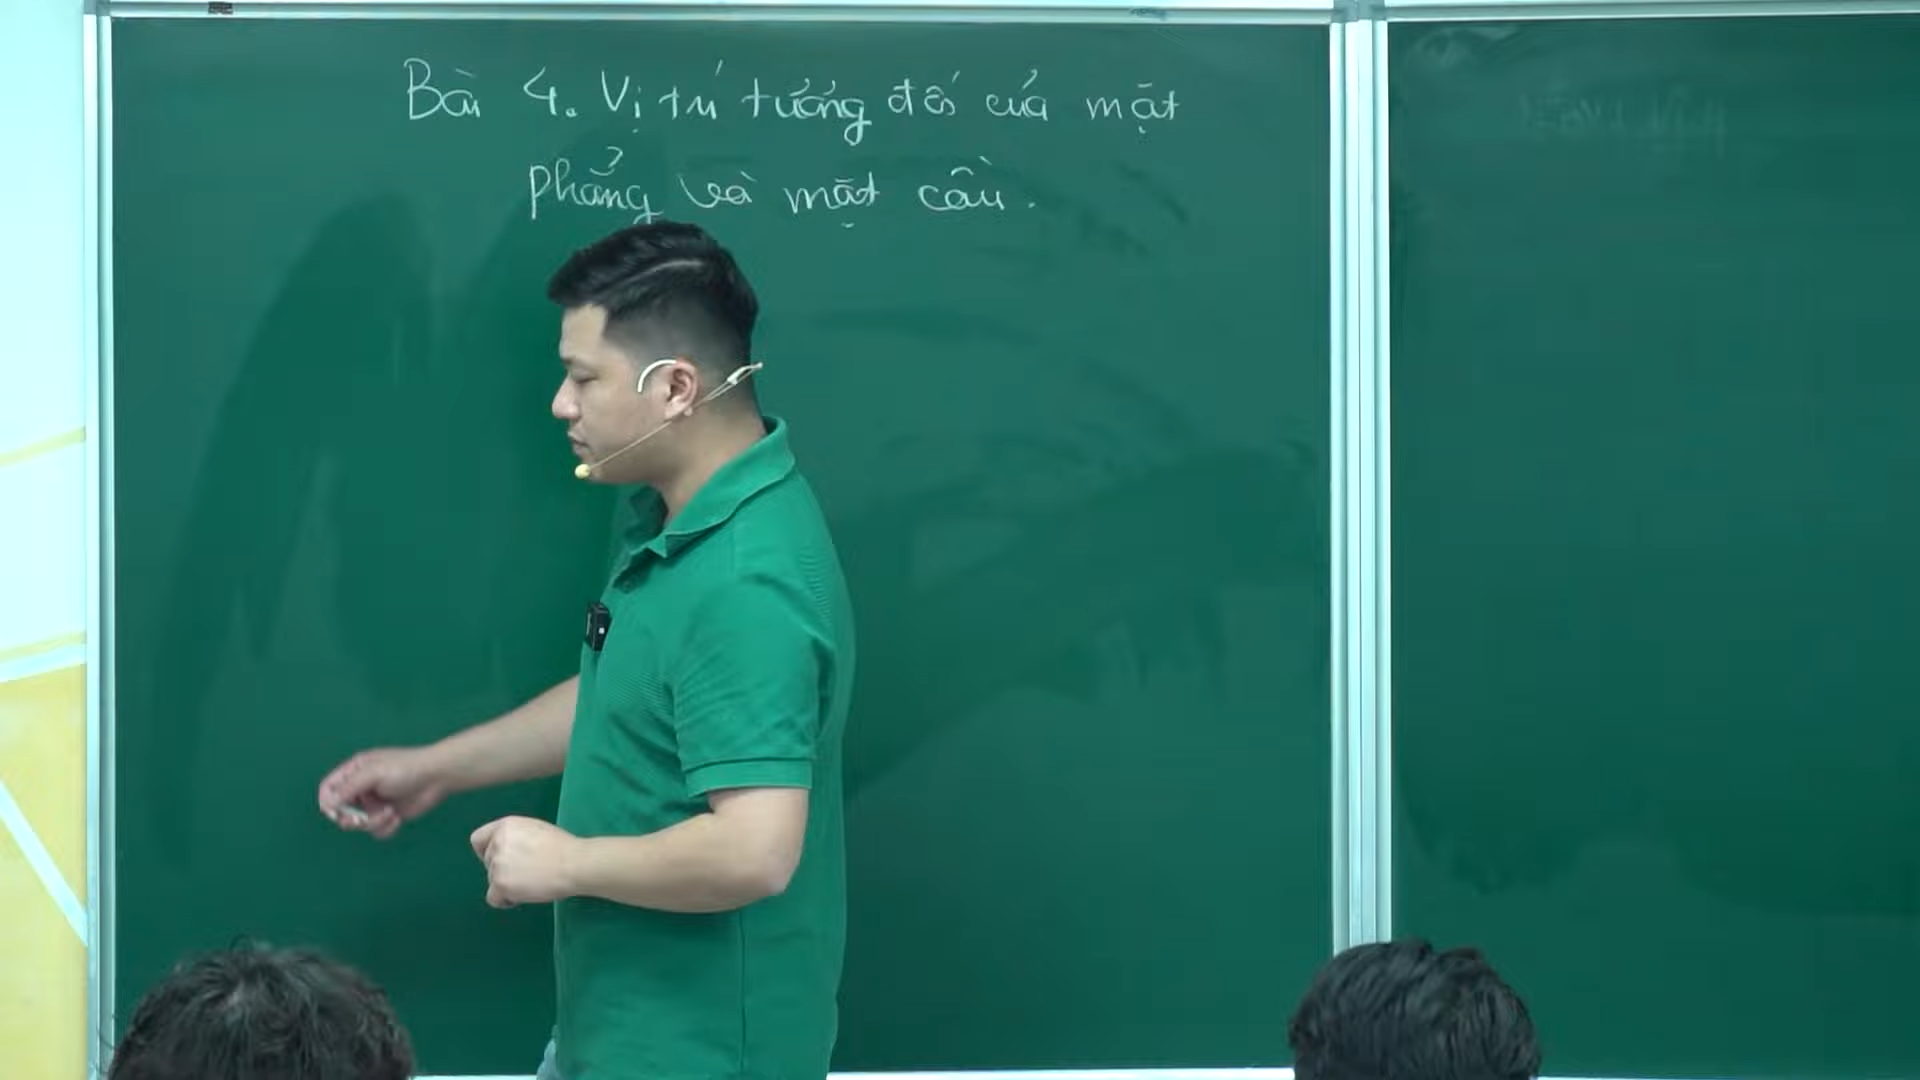 Bài 4. Vị trí tương đối của mặt
phẳng và mặt cầu.